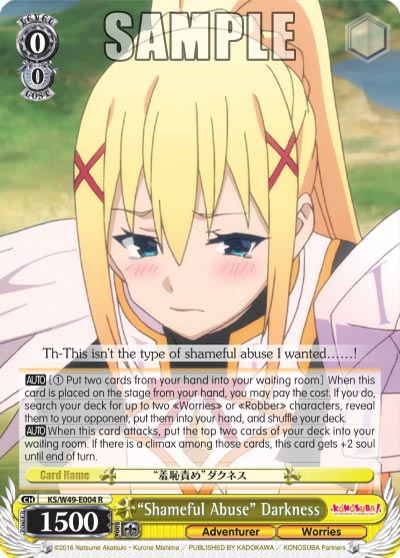 SAMPLE
LEVEL
0
0
COST
Th-This isn't the type of shameful abuse I wanted……!
AUTO [① Put two cards from your hand into your waiting room] When this
card is placed on the stage from your hand, you may pay the cost. If you do,
search your deck for up to two «Worries» or «Robber» characters, reveal
them to your opponent, put them into your hand, and shuffle your deck.
AUTO When this card attacks, put the top two cards of your deck into your
waiting room. If there is a climax among those cards, this card gets +2 soul
until end of turn.
Card Name
“羞恥責め”ダクネス
CH
KS/W49-E004 R
“Shameful Abuse” Darkness
KONOSUBA!
POWER
1500
Adventurer
Worries
©2016 Natsume Akatsuki・Kurone Mishima / PUBLISHED BY KADOKAWA / KONOSUBA Partners